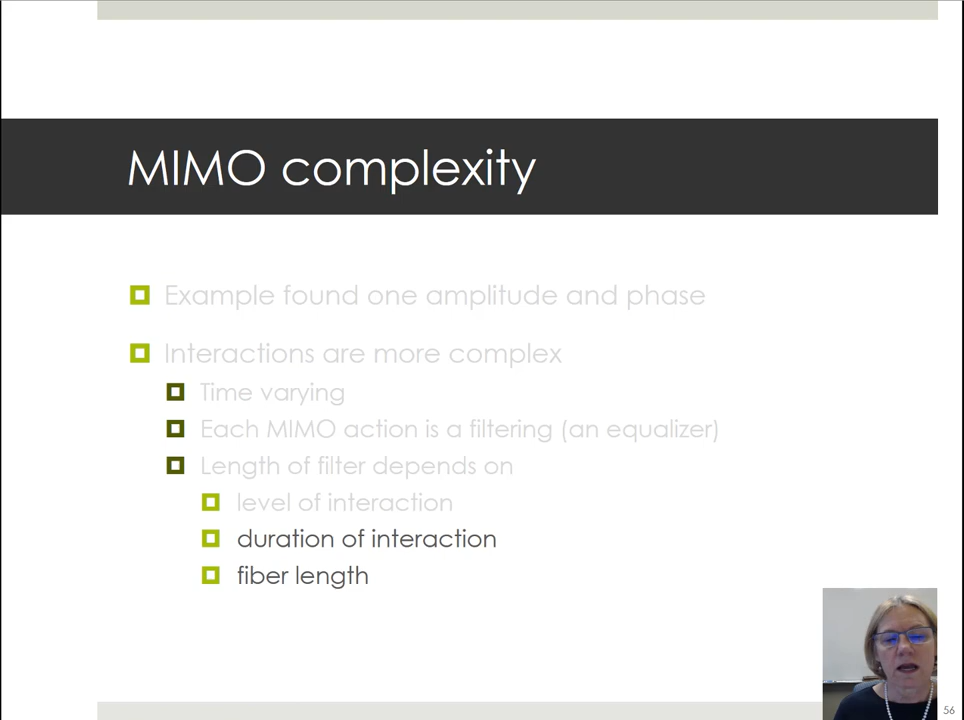 MIMO complexity
Example found one amplitude and phase
Interactions are more complex
Time varying
Each MIMO action is a filtering (an equalizer)
Length of filter depends on
level of interaction
duration of interaction
fiber length
56